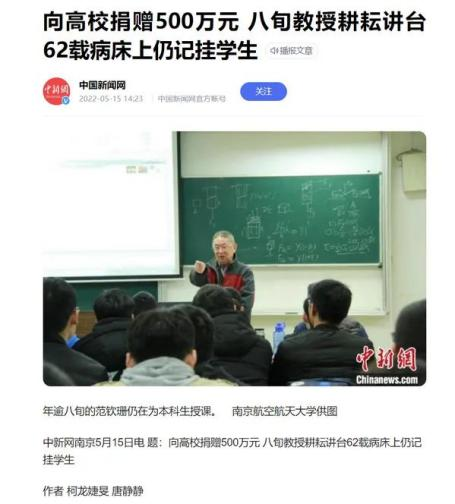 向高校捐赠500万元 八旬教授耕耘讲台
62载病床上仍记挂学生
播报文章
中新網
中国新闻网
2022-05-15 14:23
中国新闻网官方账号
关注
中新网
Chinanews.com
年逾八旬的范钦珊仍在为本科生授课。 南京航空航天大学供图
中新网南京5月15日电 题：向高校捐赠500万元 八旬教授耕耘讲台62载病床上仍记
挂学生
作者 柯龙婕旻 唐静静